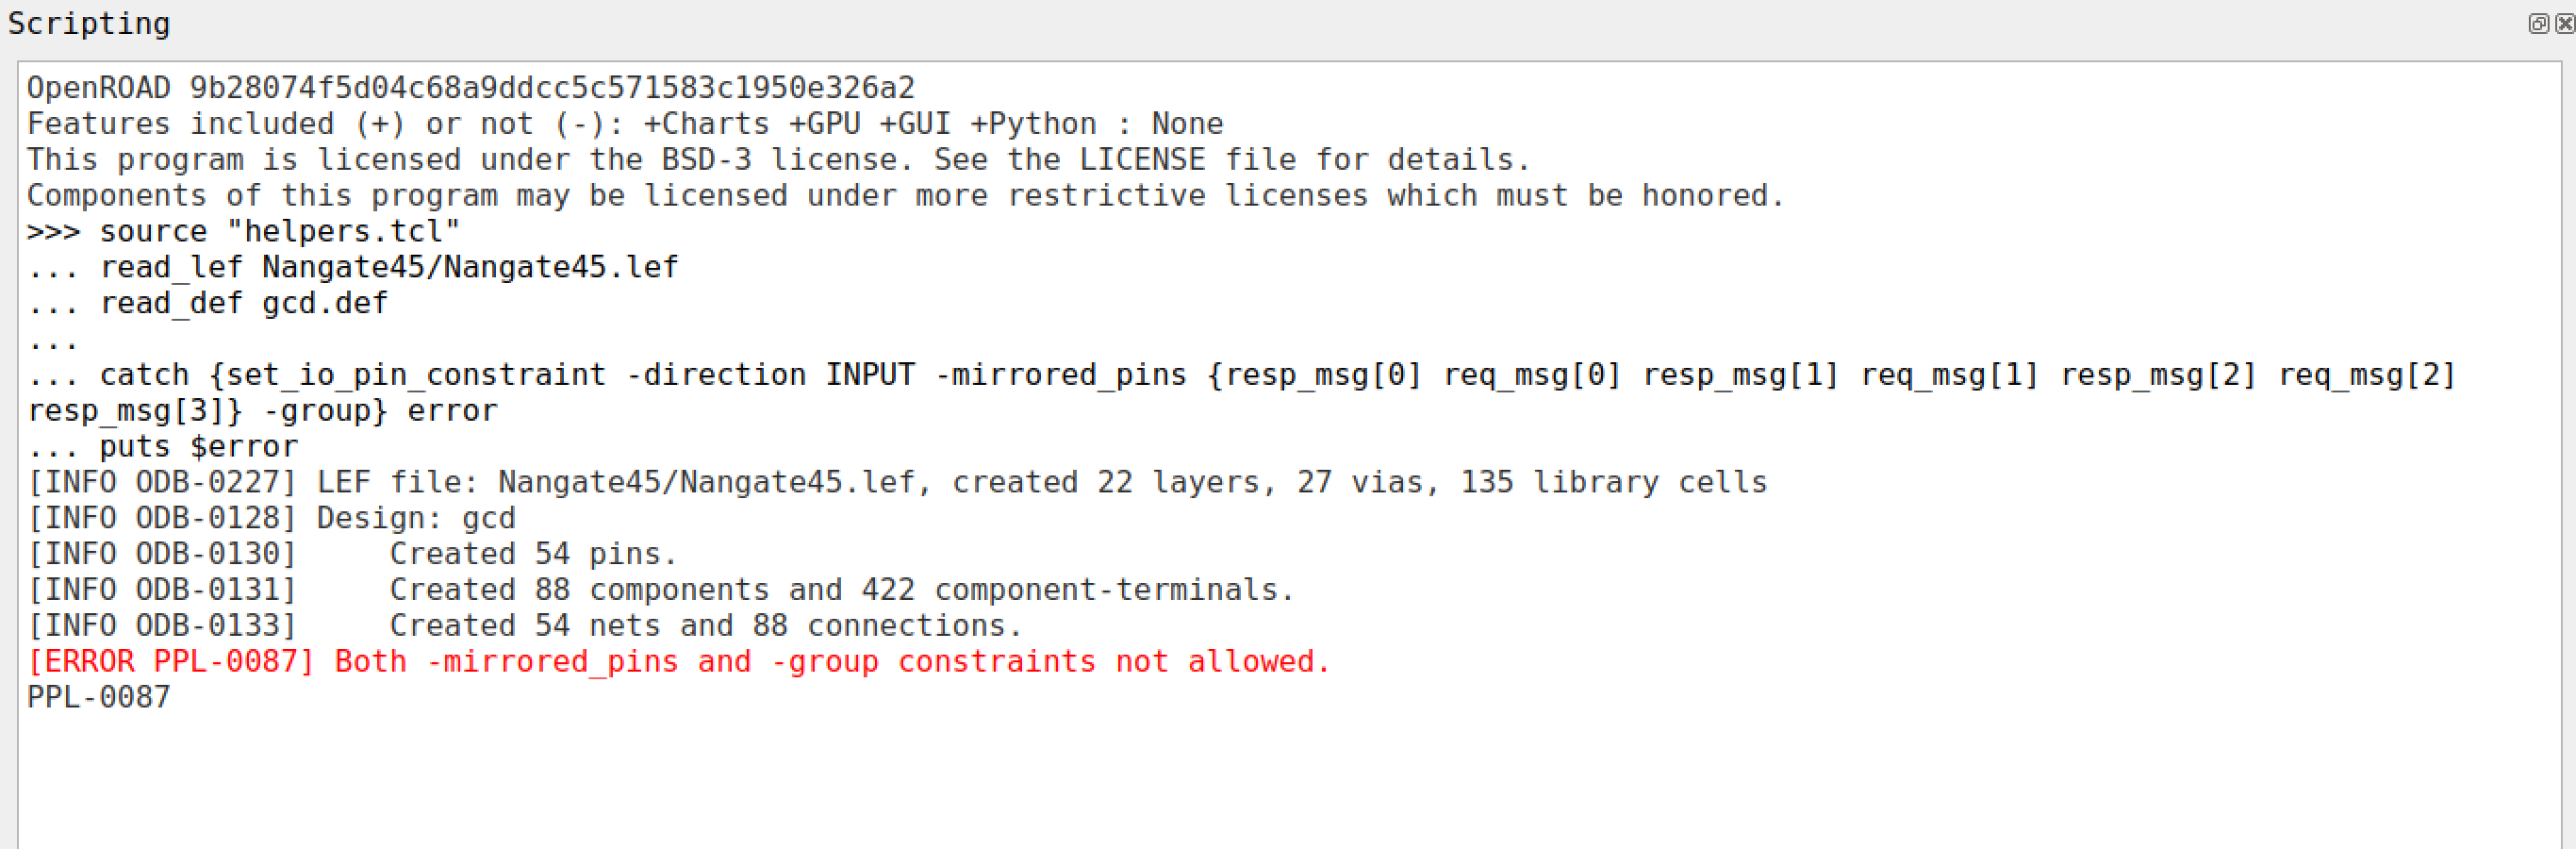 Scripting
OpenROAD 9b28074f5d04c68a9ddcc5c571583c1950e326a2
Features included (+) or not (-): +Charts +GPU +GUI +Python : None
This program is licensed under the BSD-3 license. See the LICENSE file for details.
Components of this program may be licensed under more restrictive licenses which must be honored.
>>> source "helpers.tcl"
... read_lef Nangate45/Nangate45.lef
... read_def gcd.def
...
... catch {set_io_pin_constraint -direction INPUT -mirrored_pins {resp_msg[0] req_msg[0] resp_msg[1] req_msg[1] resp_msg[2] req_msg[2]
resp_msg[3]} -group} error
... puts $error
[INFO ODB-0227] LEF file: Nangate45/Nangate45.lef, created 22 layers, 27 vias, 135 library cells
[INFO ODB-0128] Design: gcd
[INFO ODB-0130]     Created 54 pins.
[INFO ODB-0131]     Created 88 components and 422 component-terminals.
[INFO ODB-0133]     Created 54 nets and 88 connections.
[ERROR PPL-0087] Both -mirrored_pins and -group constraints not allowed.
PPL-0087